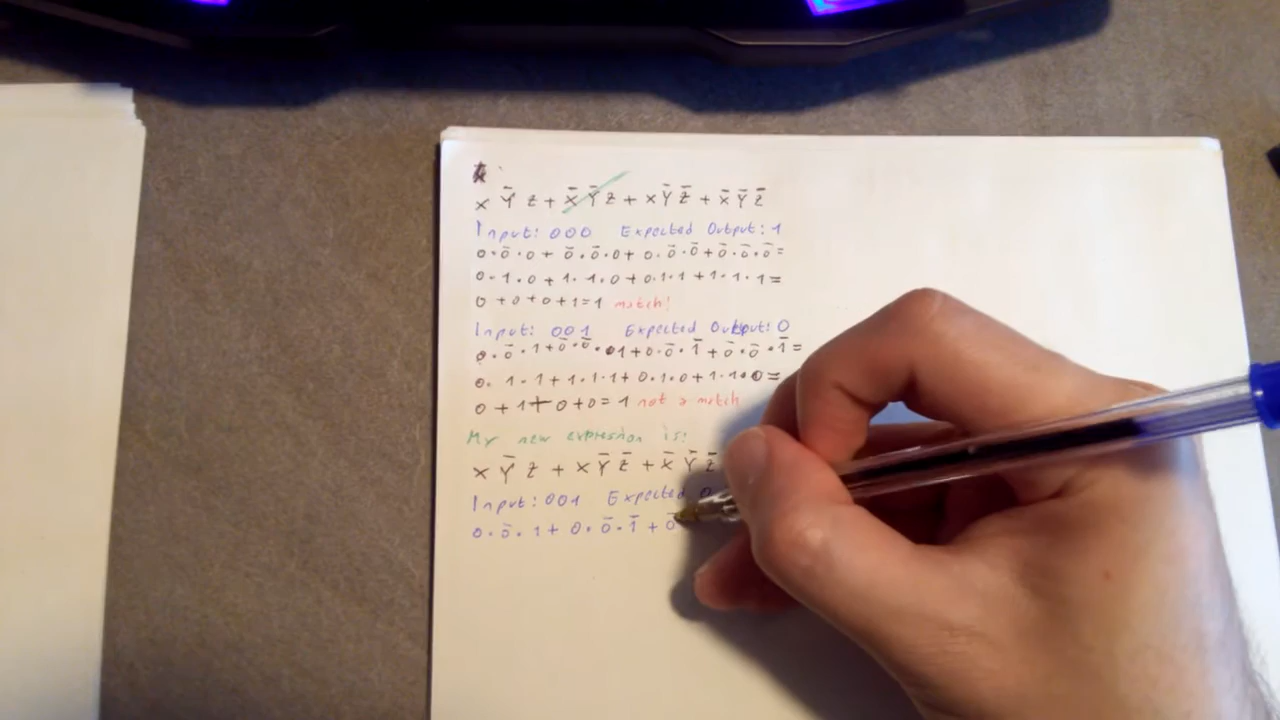 x Ȳ z + x̄ Ȳ z + x Ȳ z̄ + x̄ Ȳ z̄
Input: 000 Expected Output: 1
0·0̄·0 + 0̄·0̄·0 + 0·0̄·0̄ + 0̄·0̄·0̄ =
0·1·0 + 1·1·0 + 0·1·1 + 1·1·1 =
0 + 0 + 0 + 1 = 1 match!
Input: 001 Expected Output: 0
0·0̄·1 + 0̄·0̄·1 + 0·0̄·1̄ + 0̄·0̄·1̄ =
0·1·1 + 1·1·1 + 0·1·0 + 1·1·0 =
0 + 1 + 0 + 0 = 1 not a match
My new expression is:
x Ȳ z + x Ȳ z̄ + x̄ Ȳ z̄
Input: 001 Expected
0·0̄·1 + 0·0̄·1̄ + 0̄